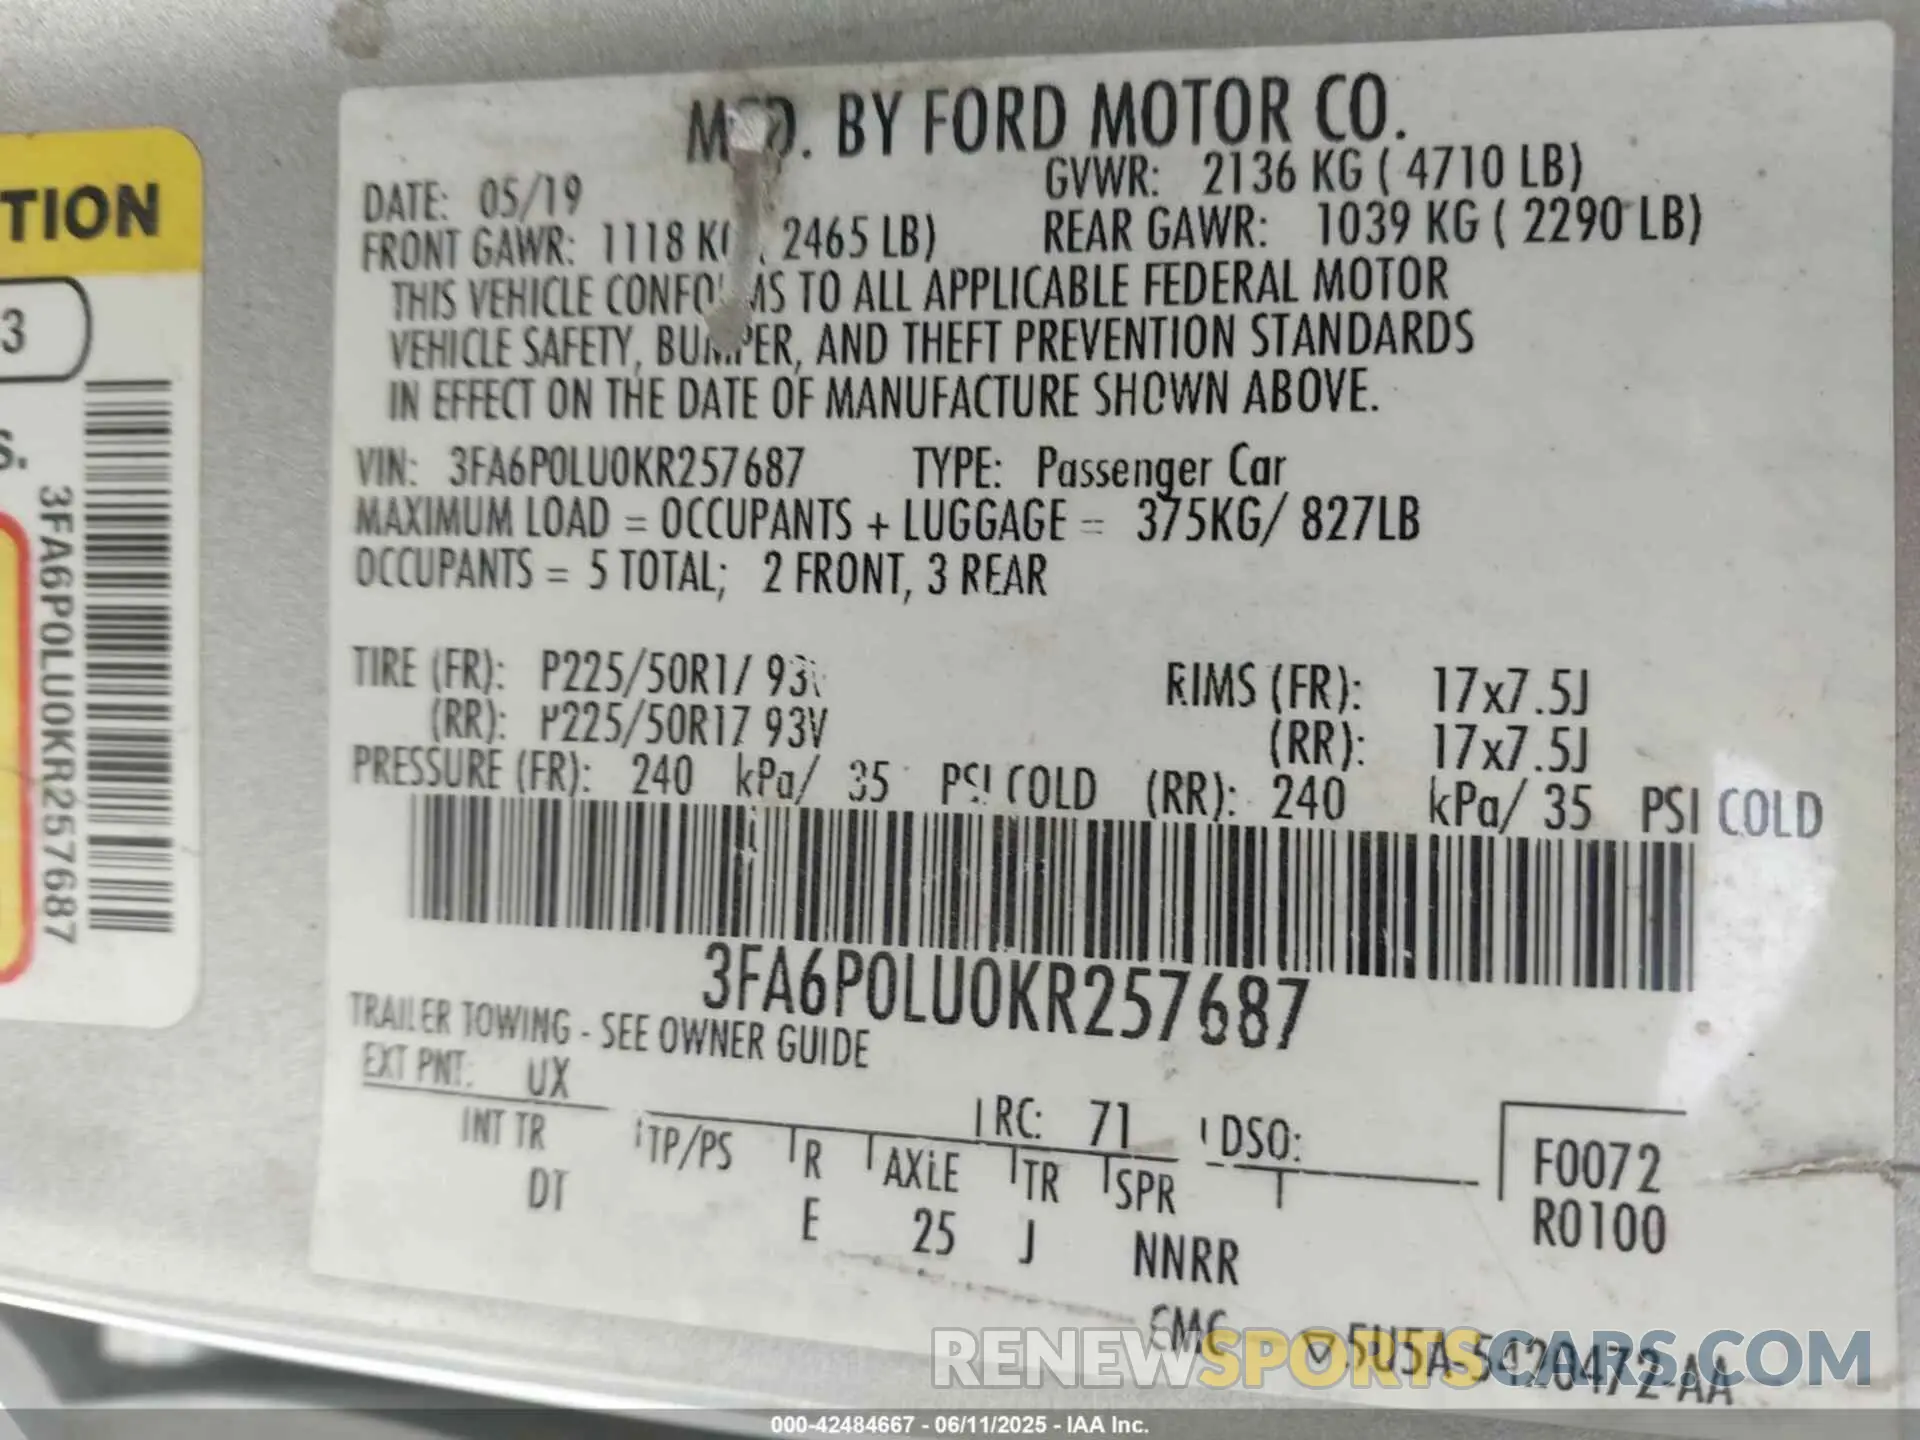 TION
3
S.
3FA6P0LU0KR257687
MFD. BY FORD MOTOR CO.
DATE: 05/19 GVWR: 2136 KG ( 4710 LB)
FRONT GAWR: 1118 KG ( 2465 LB) REAR GAWR: 1039 KG ( 2290 LB)
THIS VEHICLE CONFORMS TO ALL APPLICABLE FEDERAL MOTOR
VEHICLE SAFETY, BUMPER, AND THEFT PREVENTION STANDARDS
IN EFFECT ON THE DATE OF MANUFACTURE SHOWN ABOVE.
VIN: 3FA6P0LU0KR257687 TYPE: Passenger Car
MAXIMUM LOAD = OCCUPANTS + LUGGAGE = 375KG/ 827LB
OCCUPANTS = 5 TOTAL; 2 FRONT, 3 REAR
TIRE (FR): P225/50R17 93V RIMS (FR): 17x7.5J
(RR): P225/50R17 93V (RR): 17x7.5J
PRESSURE (FR): 240 kPa/ 35 PSI COLD (RR): 240 kPa/ 35 PSI COLD
3FA6P0LU0KR257687
TRAILER TOWING - SEE OWNER GUIDE
EXT PNT: UX RC: 71 DSO:
INT TR TP/PS R AXLE TR SPR
DT E 25 J NNRR
F0072
R0100
5U5A-5420472-AA
RENEWSPORTSCARS.COM
000-42484667 - 06/11/2025 - IAA Inc.